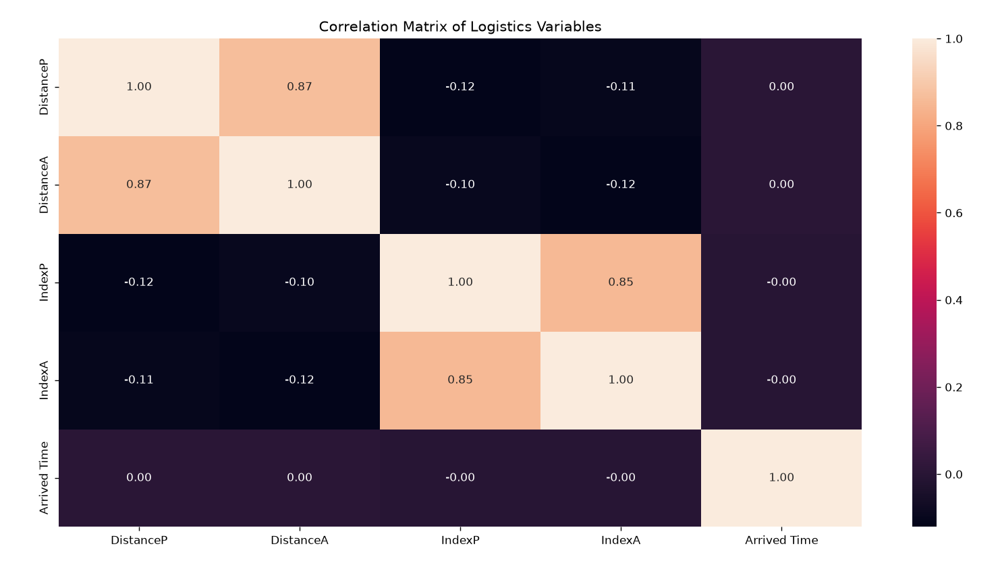 Correlation Matrix of Logistics Variables
DistanceP 1.00 0.87 -0.12 -0.11 0.00
DistanceA 0.87 1.00 -0.10 -0.12 0.00
IndexP -0.12 -0.10 1.00 0.85 -0.00
IndexA -0.11 -0.12 0.85 1.00 -0.00
Arrived Time 0.00 0.00 -0.00 -0.00 1.00
DistanceP DistanceA IndexP IndexA Arrived Time
1.0
0.8
0.6
0.4
0.2
0.0